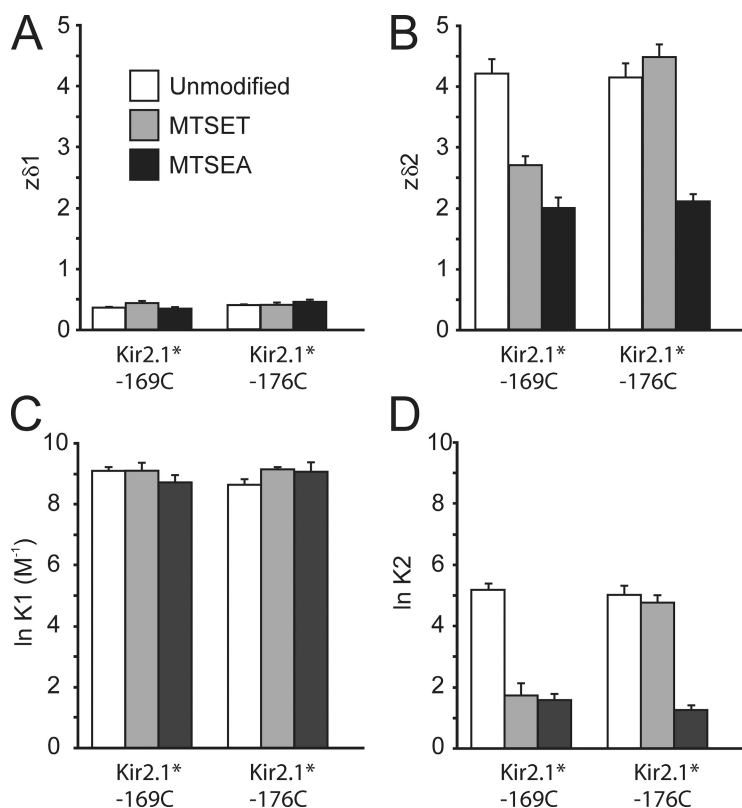 A
5
4
3
2
1
0
zδ1
Unmodified
MTSET
MTSEA
Kir2.1*
-169C
Kir2.1*
-176C
B
5
4
3
2
1
0
zδ2
Kir2.1*
-169C
Kir2.1*
-176C
C
10
8
6
4
2
0
ln K1 (M⁻¹)
Kir2.1*
-169C
Kir2.1*
-176C
D
10
8
6
4
2
0
ln K2
Kir2.1*
-169C
Kir2.1*
-176C